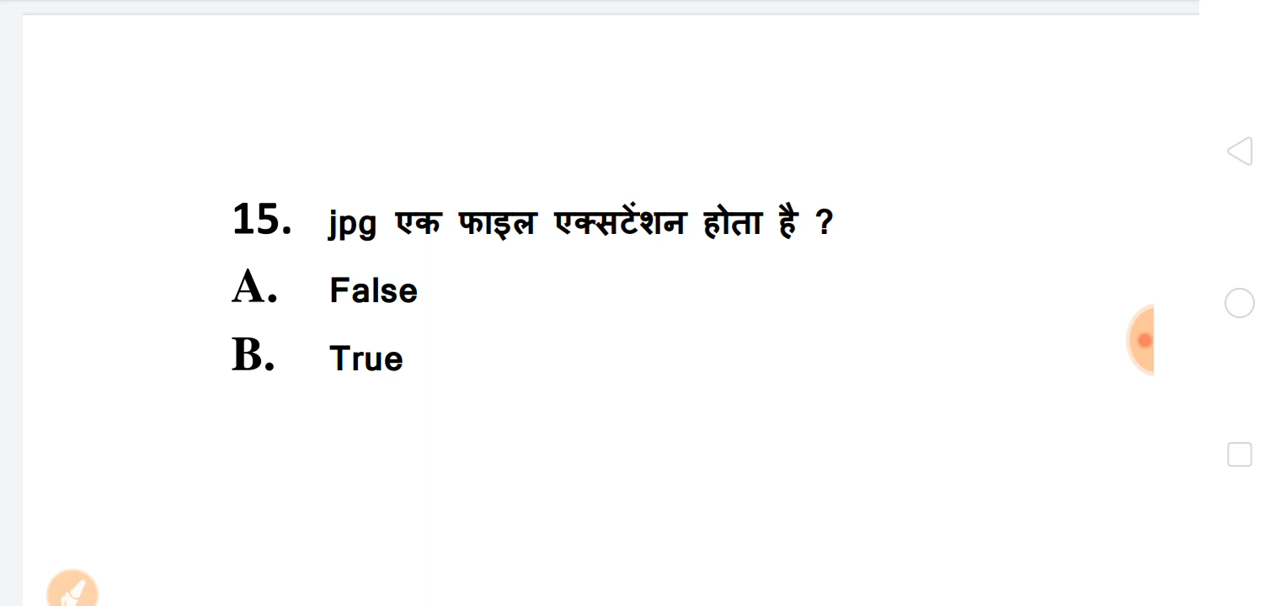 15. jpg एक फाइल एक्सटेंशन होता है ?
A. False
B. True